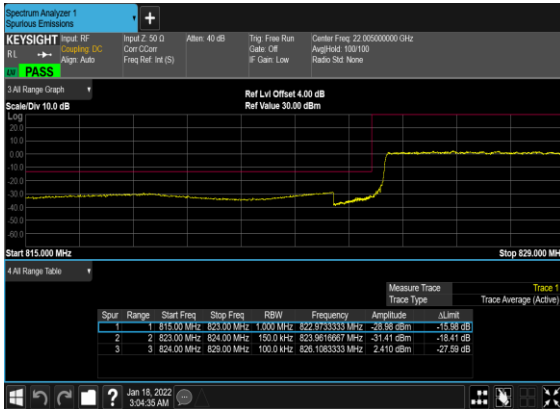 Spectrum Analyzer 1
Spurious Emissions
+
KEYSIGHT Input: RF Input Z: 50 Ω Atten: 40 dB Trig: Free Run Center Freq: 22.005000000 GHz
RL Coupling: DC Corr CCorr Gate: Off Avg|Hold: 100/100
Align: Auto Freq Ref: Int (S) IF Gain: Low Radio Std: None
PASS
3 All Range Graph
Ref Lvl Offset 4.00 dB
Scale/Div 10.0 dB Ref Value 30.00 dBm
Log
20.0
10.0
0.00
-10.0
-20.0
-30.0
-40.0
-50.0
-60.0
Start 815.000 MHz Stop 829.000 MH
4 All Range Table
Measure Trace Trace 1
Trace Type Trace Average (Active)
Spur Range Start Freq Stop Freq RBW Frequency Amplitude ΔLimit
1 1 815.00 MHz 823.00 MHz 1.000 MHz 822.9733333 MHz -28.98 dBm -15.98 dB
2 2 823.00 MHz 824.00 MHz 150.0 kHz 823.9616667 MHz -31.41 dBm -18.41 dB
3 3 824.00 MHz 829.00 MHz 100.0 kHz 826.1083333 MHz 2.410 dBm -27.59 dB
? Jan 18, 2022
3:04:35 AM